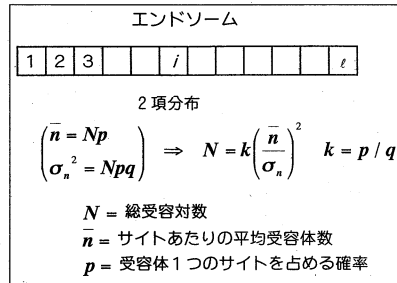 エンドソーム
1 2 3 i ℓ
2項分布
(n̄ = Np, σₙ² = Npq) ⇒ N = k(n̄/σₙ)² k = p / q
N = 総受容対数
n̄ = サイトあたりの平均受容体数
p = 受容体1つのサイトを占める確率